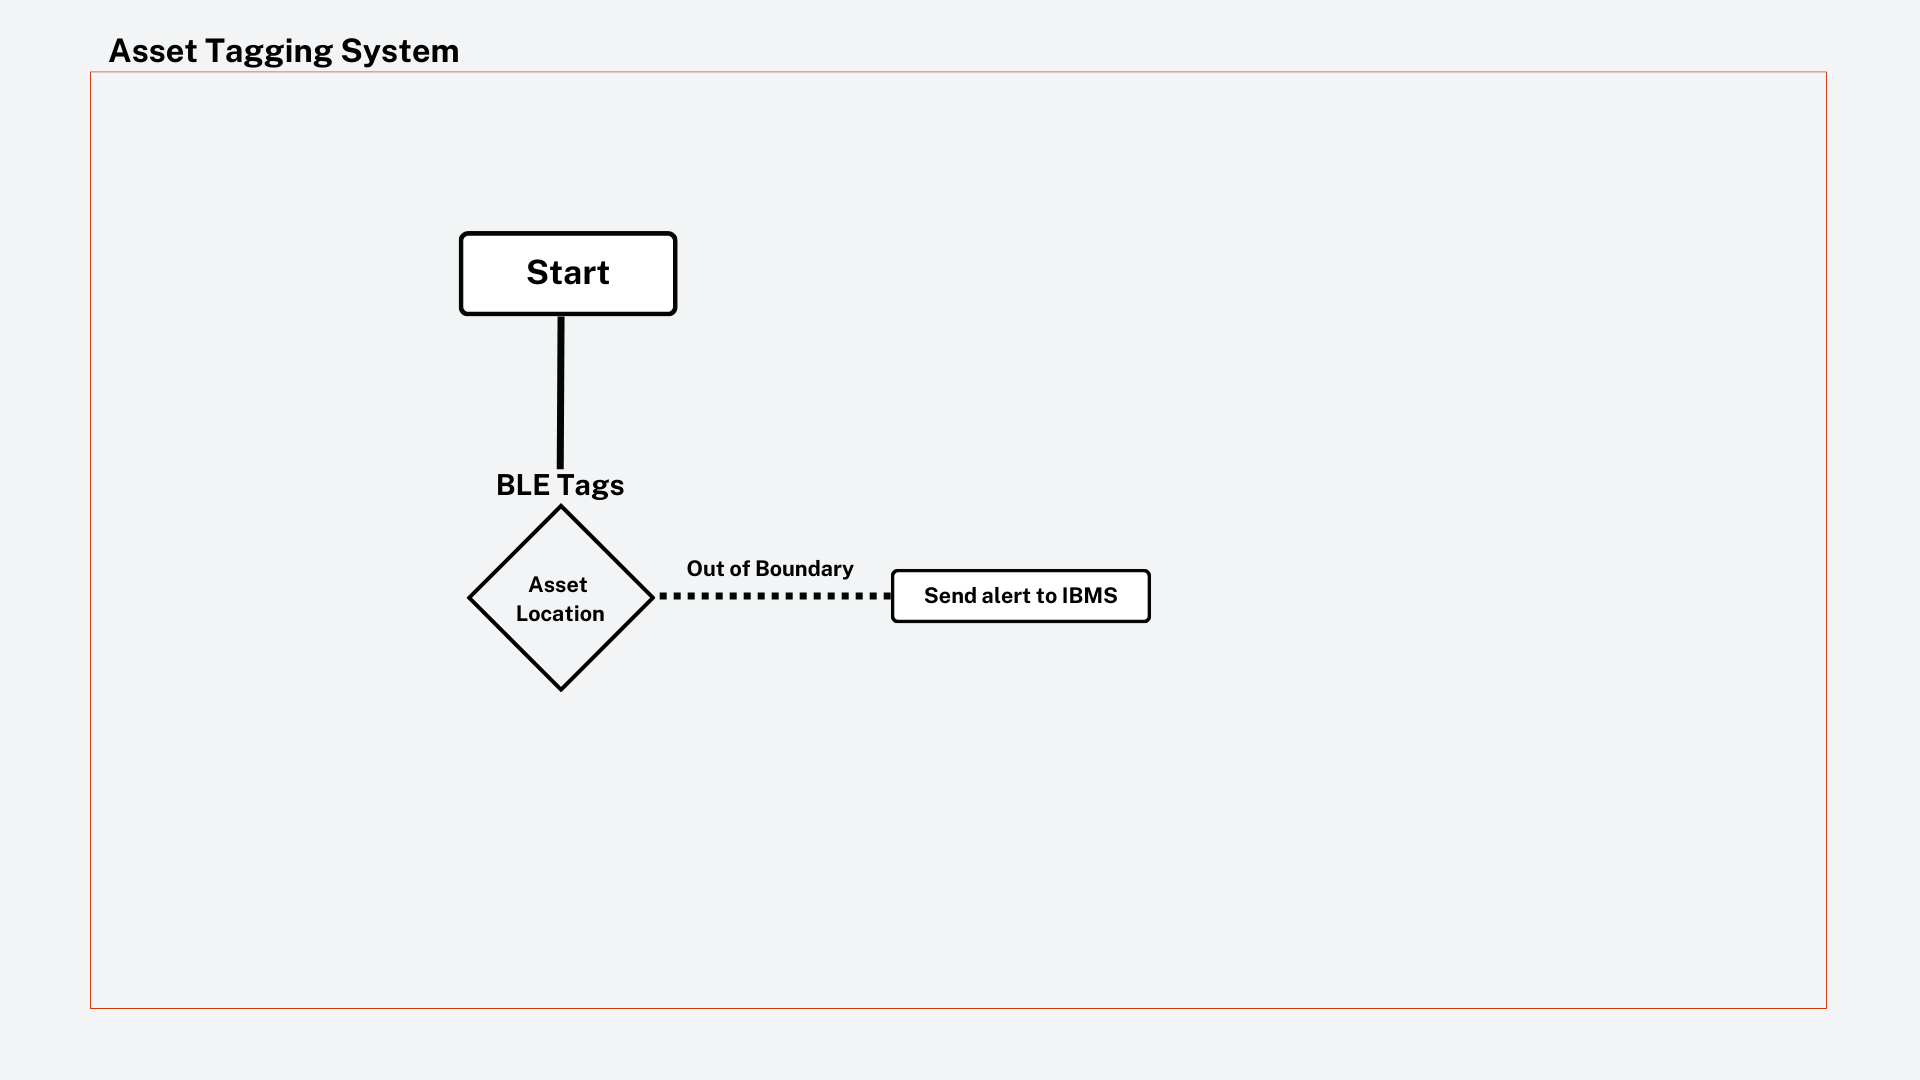 Asset Tagging System
Start
BLE Tags
Asset
Location
Out of Boundary
Send alert to IBMS